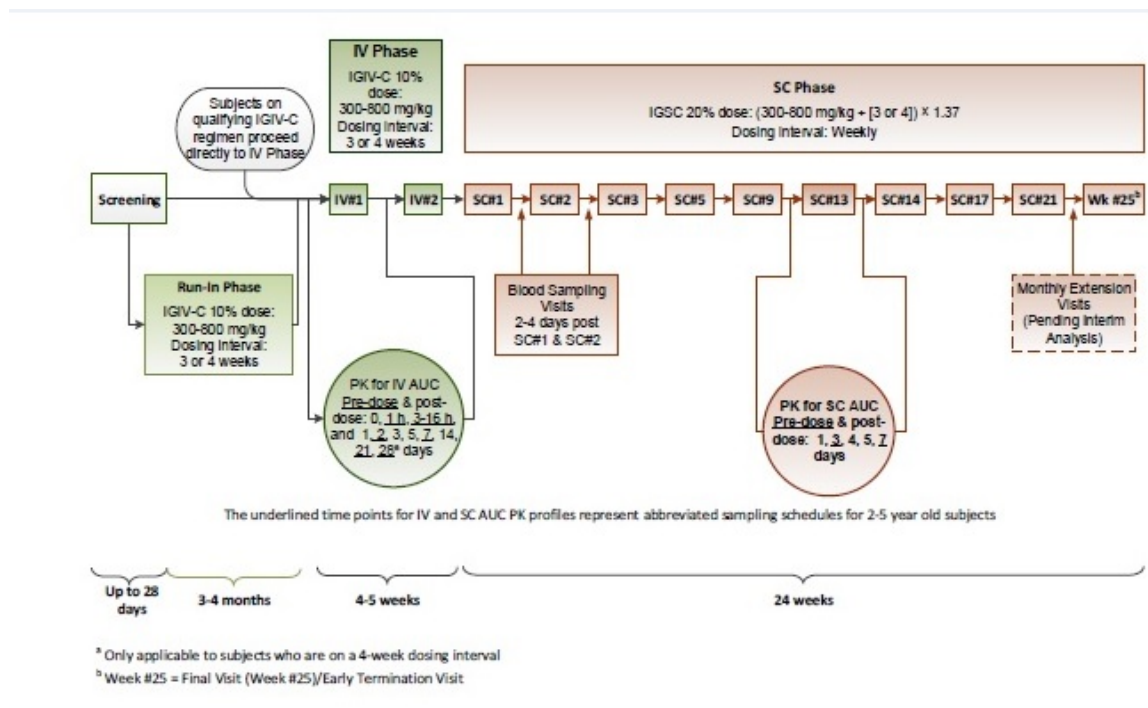 IV Phase
IGIV-C 10%
dose:
300-800 mg/kg
Dosing Interval:
3 or 4 weeks
SC Phase
IGSC 20% dose: (300-800 mg/kg ÷ [3 or 4]) × 1.37
Dosing Interval: Weekly
Subjects on
qualifying IGIV-C
regimen proceed
directly to IV Phase
Screening
IV#1
IV#2
SC#1
SC#2
SC#3
SC#5
SC#9
SC#13
SC#14
SC#17
SC#21
Wk #25b
Run-In Phase
IGIV-C 10% dose:
300-800 mg/kg
Dosing Interval:
3 or 4 weeks
Blood Sampling
Visits
2-4 days post
SC#1 & SC#2
Monthly Extension
Visits
(Pending Interim
Analysis)
PK for IV AUC
Pre-dose & post-
dose: 0, 1 h, 3-16 h,
and 1, 2, 3, 5, 7, 14,
21, 28a days
PK for SC AUC
Pre-dose & post-
dose: 1, 3, 4, 5, 7
days
The underlined time points for IV and SC AUC PK profiles represent abbreviated sampling schedules for 2-5 year old subjects
Up to 28
days
3-4 months
4-5 weeks
24 weeks
a Only applicable to subjects who are on a 4-week dosing interval
b Week #25 = Final Visit (Week #25)/Early Termination Visit